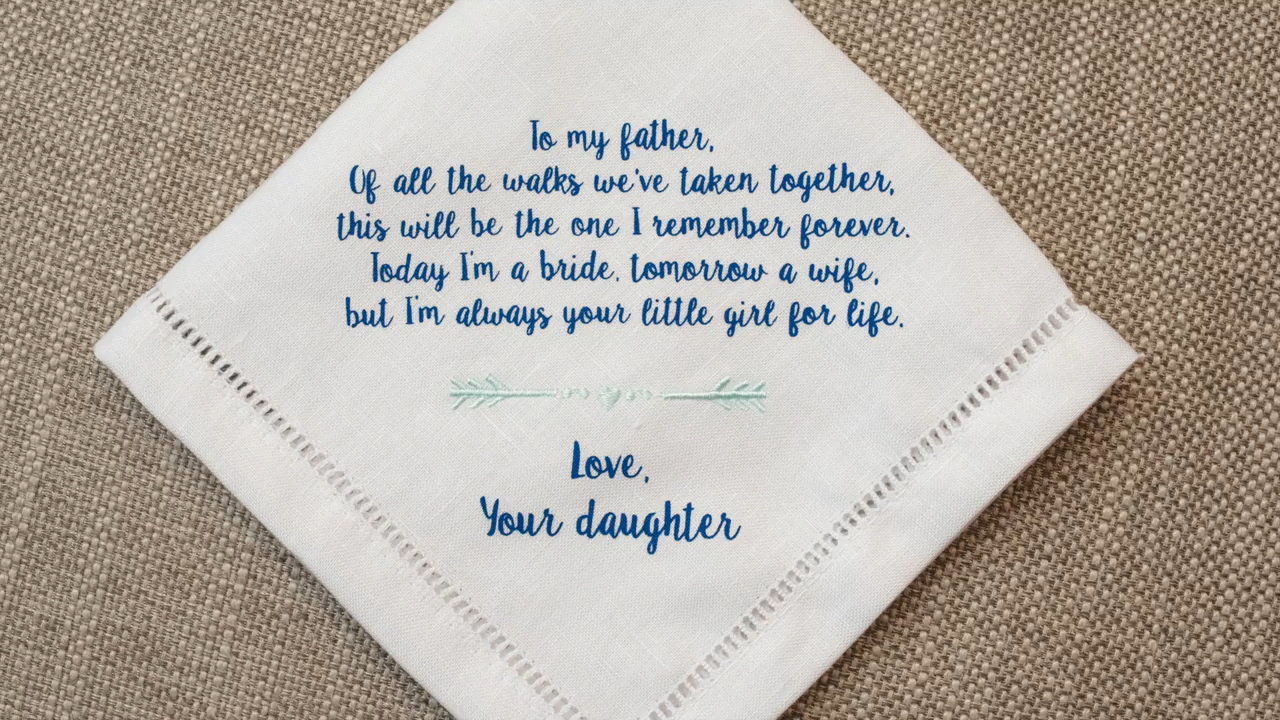 To my father,
Of all the walks we've taken together,
this will be the one I remember forever.
Today I'm a bride, tomorrow a wife,
but I'm always your little girl for life.
Love,
Your daughter